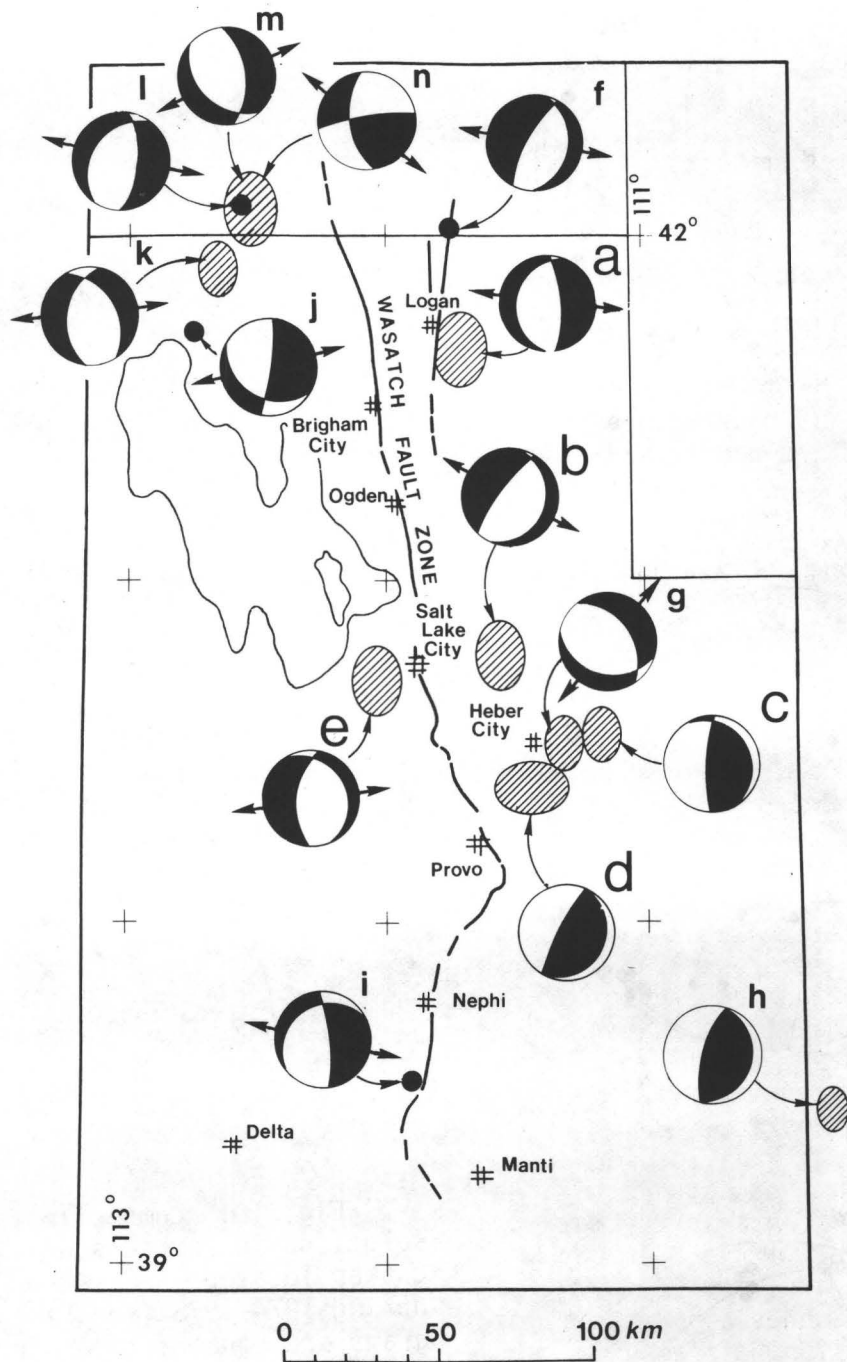 m
l
n
f
111°
42°
k
a
Logan
j
WASATCH FAULT ZONE
Brigham
City
b
Ogden
Salt
Lake
City
g
Heber
City
e
c
Provo
d
i
Nephi
h
Delta
Manti
113°
39°
0 50 100 km